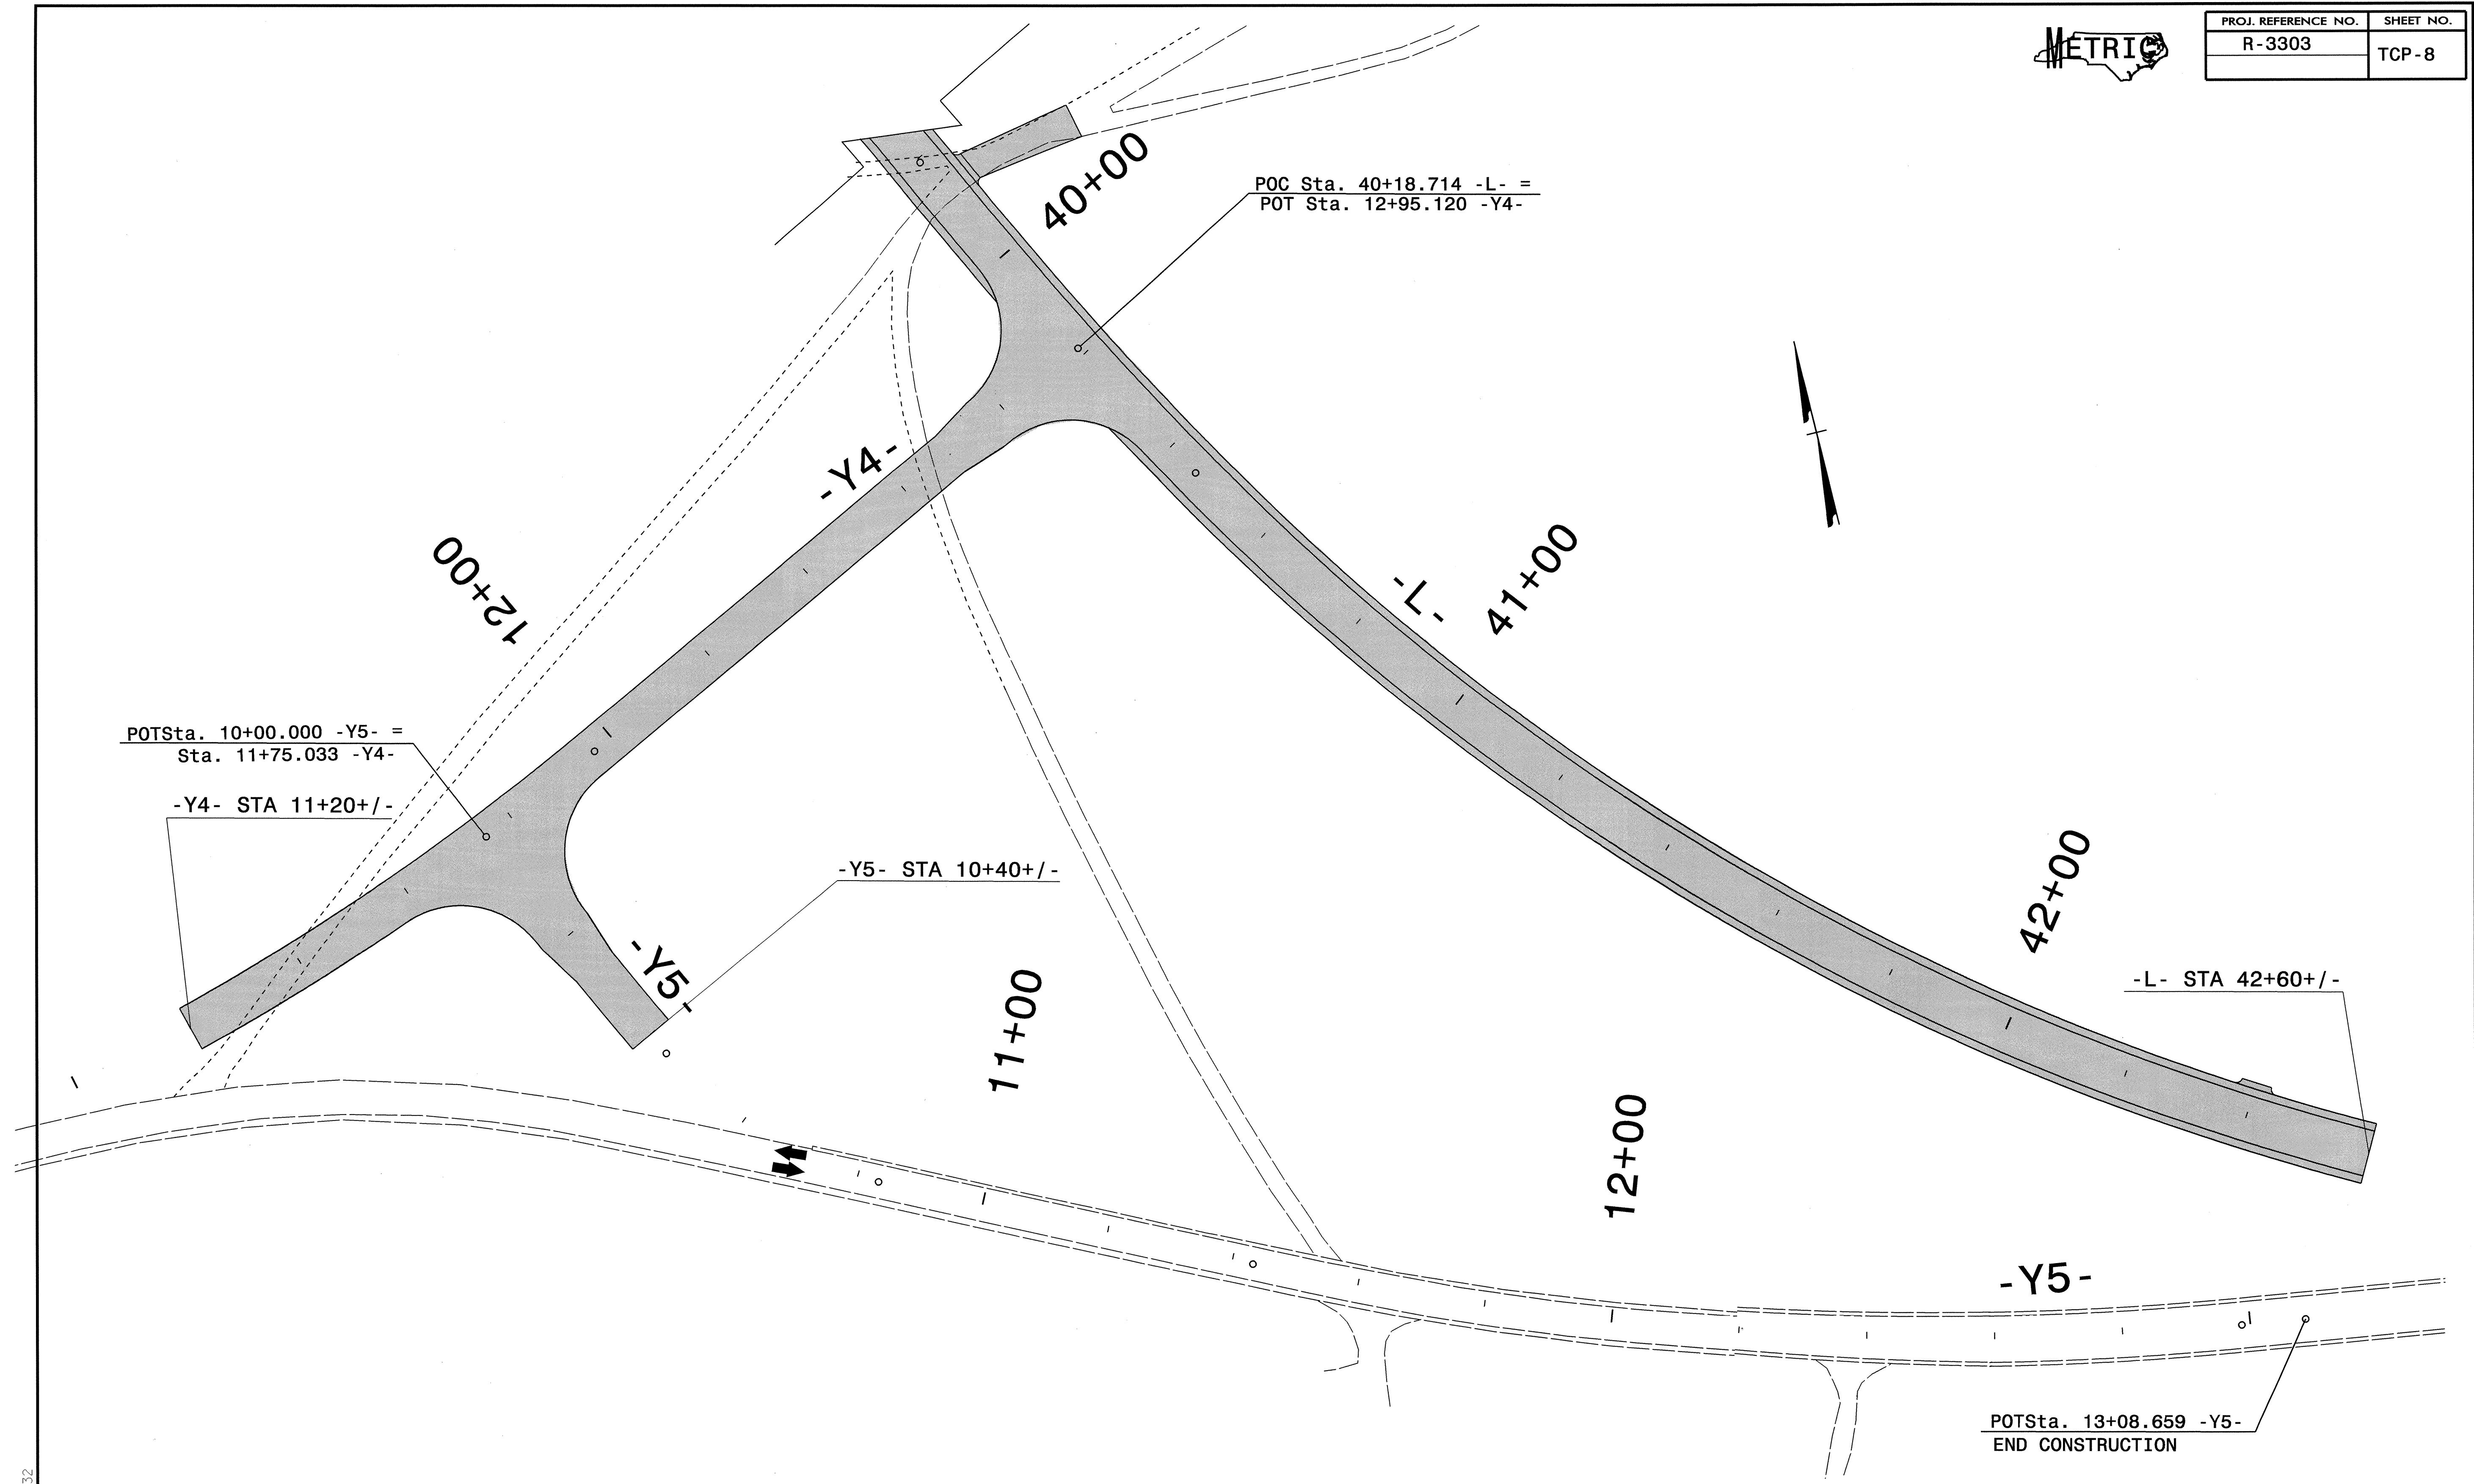 METRIC
PROJ. REFERENCE NO.
SHEET NO.
R-3303
TCP-8
40+00
POC Sta. 40+18.714 -L- =
POT Sta. 12+95.120 -Y4-
-Y4-
12+00
-L-
41+00
POTSta. 10+00.000 -Y5- =
Sta. 11+75.033 -Y4-
-Y4- STA 11+20+/-
-Y5- STA 10+40+/-
-Y5-
42+00
-L- STA 42+60+/-
11+00
12+00
-Y5-
POTSta. 13+08.659 -Y5-
END CONSTRUCTION
32